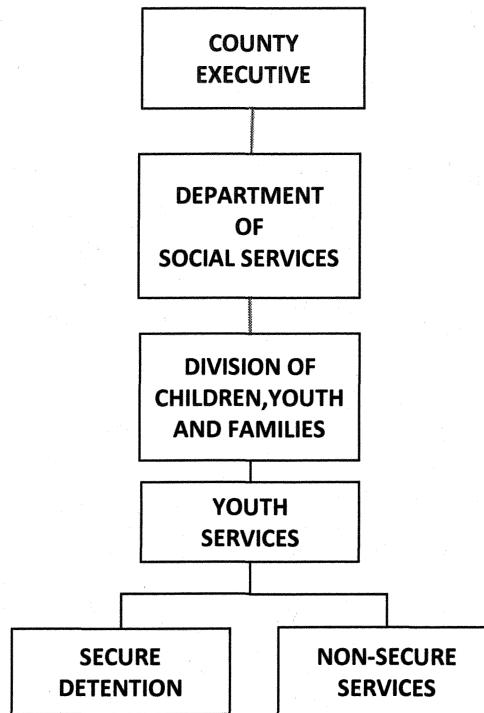 COUNTY
EXECUTIVE
DEPARTMENT
OF
SOCIAL SERVICES
DIVISION OF
CHILDREN,YOUTH
AND FAMILIES
YOUTH
SERVICES
SECURE
DETENTION
NON-SECURE
SERVICES